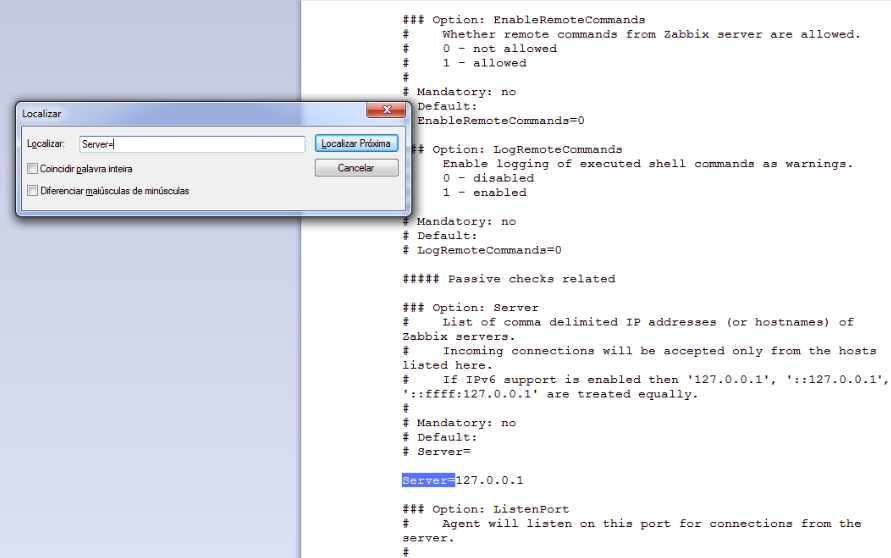 ### Option: EnableRemoteCommands
#    Whether remote commands from Zabbix server are allowed.
#    0 - not allowed
#    1 - allowed
#
# Mandatory: no
Default:
EnableRemoteCommands=0
## Option: LogRemoteCommands
Enable logging of executed shell commands as warnings.
0 - disabled
1 - enabled
# Mandatory: no
# Default:
# LogRemoteCommands=0
##### Passive checks related
### Option: Server
#    List of comma delimited IP addresses (or hostnames) of
Zabbix servers.
#    Incoming connections will be accepted only from the hosts
listed here.
#    If IPv6 support is enabled then '127.0.0.1', '::127.0.0.1',
'::ffff:127.0.0.1' are treated equally.
#
# Mandatory: no
# Default:
# Server=
Server=127.0.0.1
### Option: ListenPort
#    Agent will listen on this port for connections from the
server.
#
Localizar
Localizar: Server= Localizar Próxima
Coincidir palavra inteira Cancelar
Diferenciar maiúsculas de minúsculas